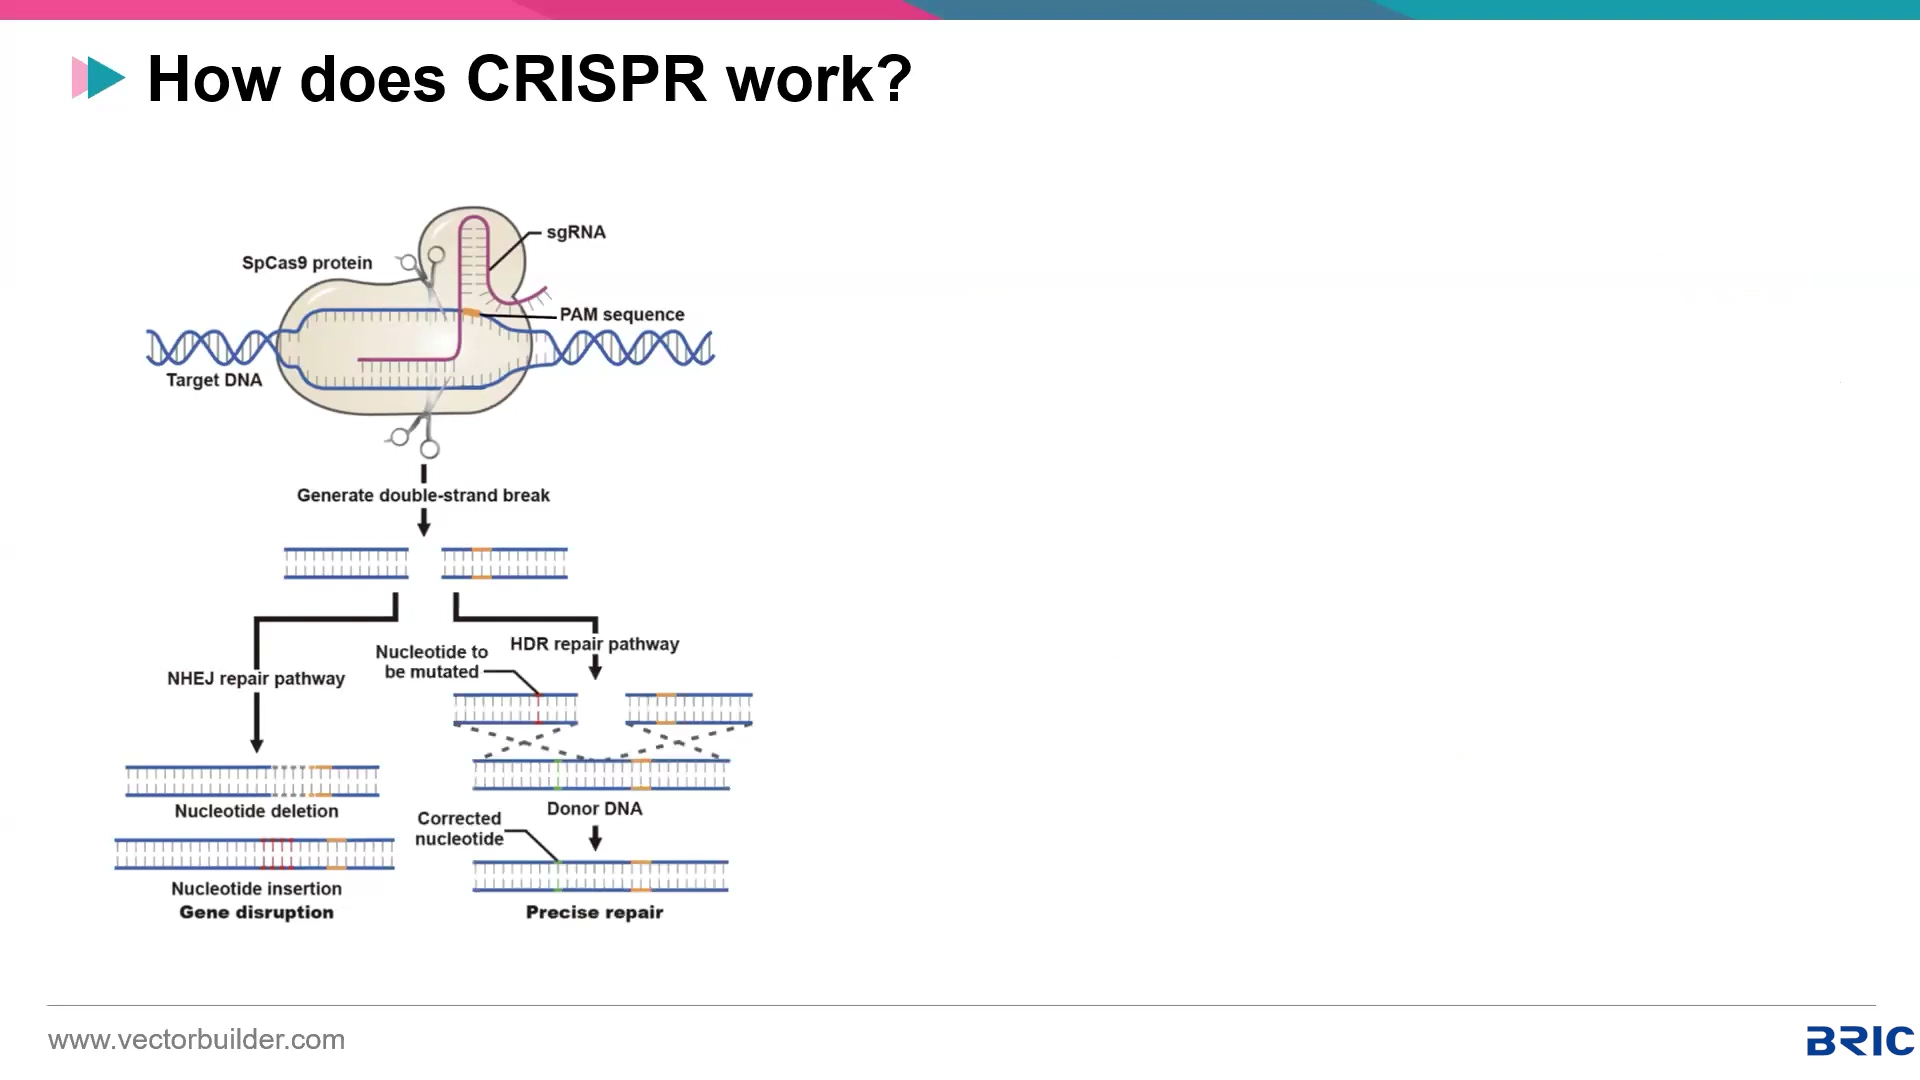 How does CRISPR work?
sgRNA
SpCas9 protein
PAM sequence
Target DNA
Generate double-strand break
HDR repair pathway
Nucleotide to
be mutated
NHEJ repair pathway
Nucleotide deletion
Donor DNA
Corrected
nucleotide
Nucleotide insertion
Gene disruption
Precise repair
www.vectorbuilder.com
BRIC